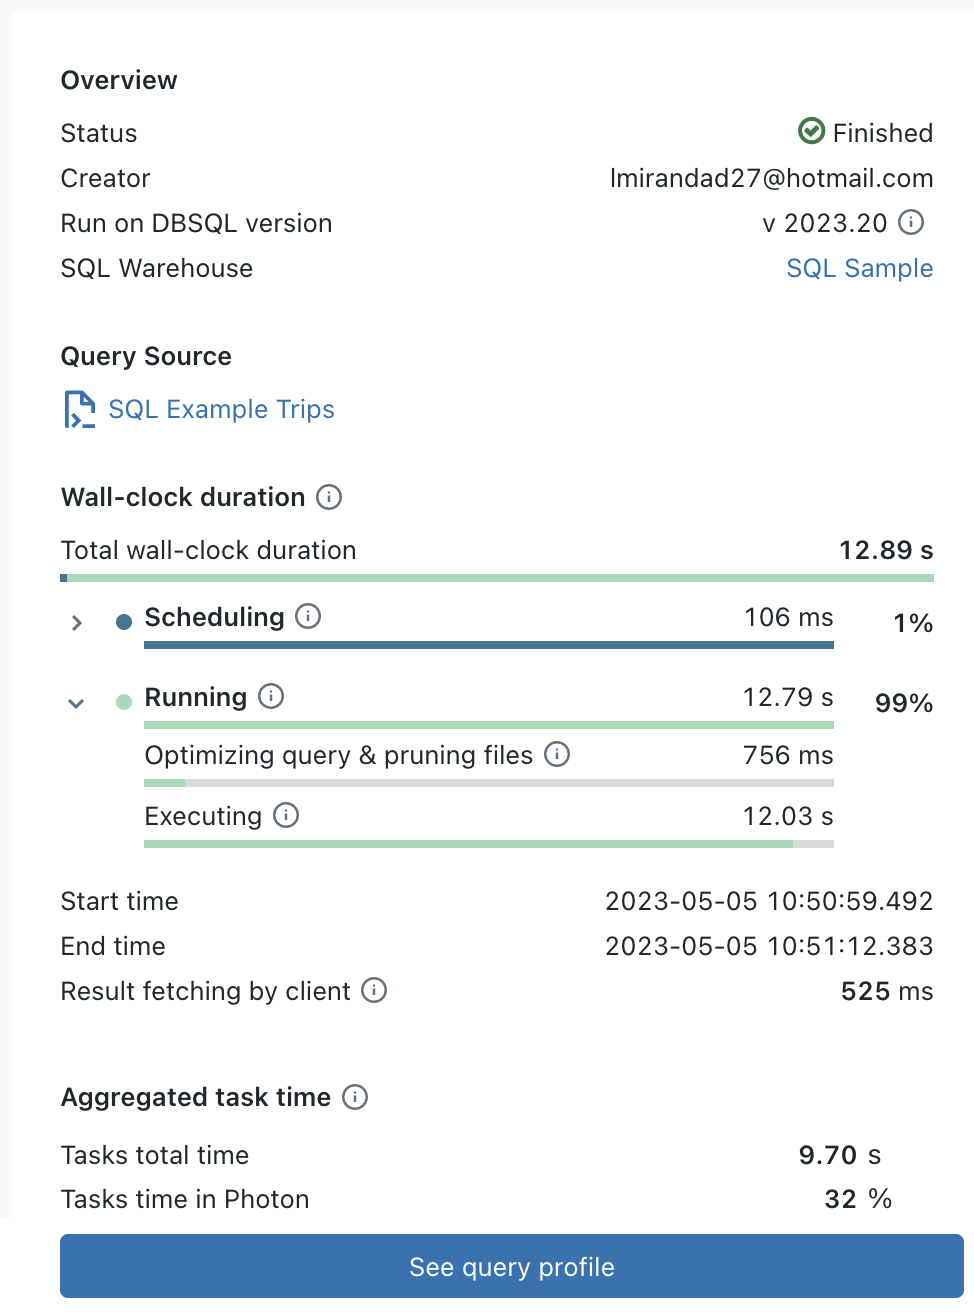 Overview
Status Finished
Creator lmirandad27@hotmail.com
Run on DBSQL version v 2023.20
SQL Warehouse SQL Sample
Query Source
SQL Example Trips
Wall-clock duration
Total wall-clock duration 12.89 s
Scheduling 106 ms 1%
Running 12.79 s 99%
Optimizing query & pruning files 756 ms
Executing 12.03 s
Start time 2023-05-05 10:50:59.492
End time 2023-05-05 10:51:12.383
Result fetching by client 525 ms
Aggregated task time
Tasks total time 9.70 s
Tasks time in Photon 32 %
See query profile